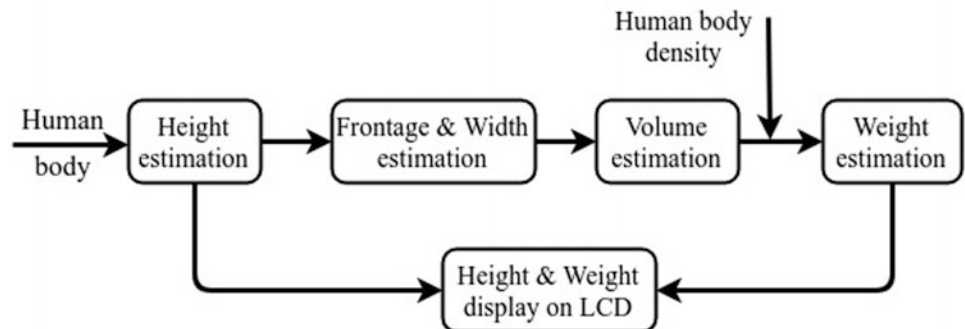 Human body
density
Human
body
Height
estimation
Frontage & Width
estimation
Volume
estimation
Weight
estimation
Height & Weight
display on LCD